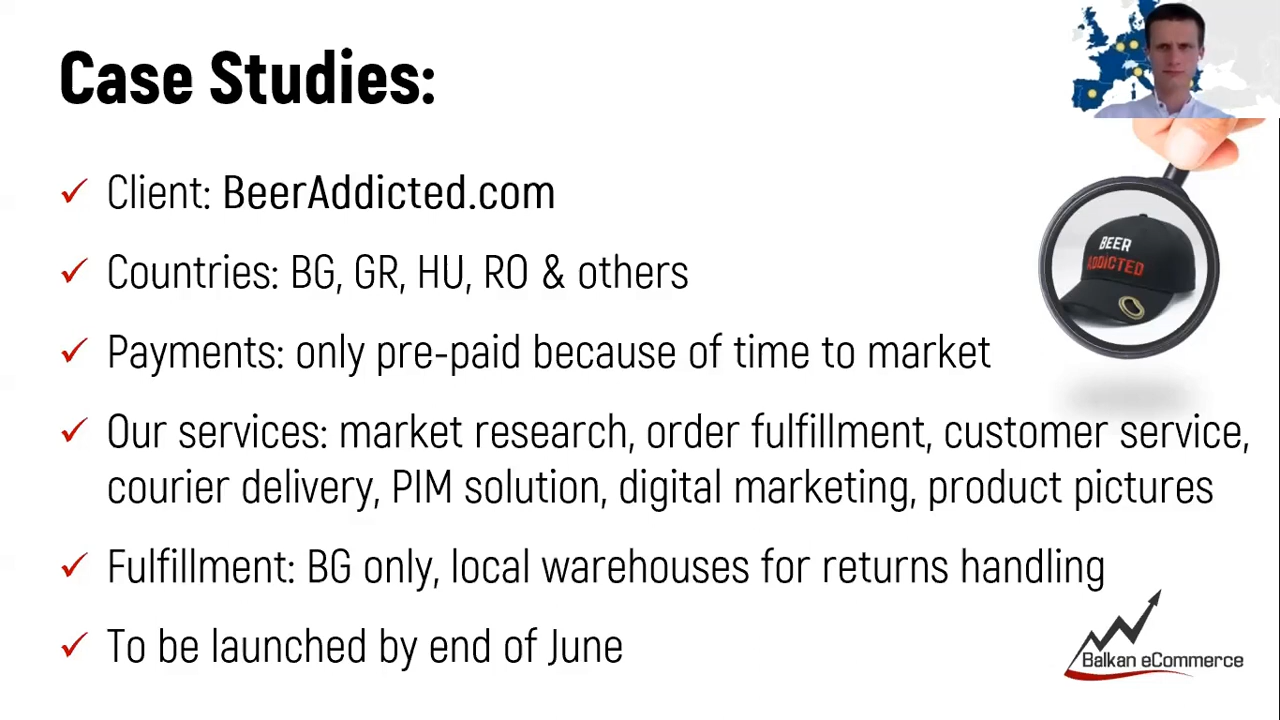 Case Studies:
Client: BeerAddicted.com
Countries: BG, GR, HU, RO & others
BEER
ADDICTED
Payments: only pre-paid because of time to market
Our services: market research, order fulfillment, customer service,
courier delivery, PIM solution, digital marketing, product pictures
Fulfillment: BG only, local warehouses for returns handling
To be launched by end of June
Balkan eCommerce